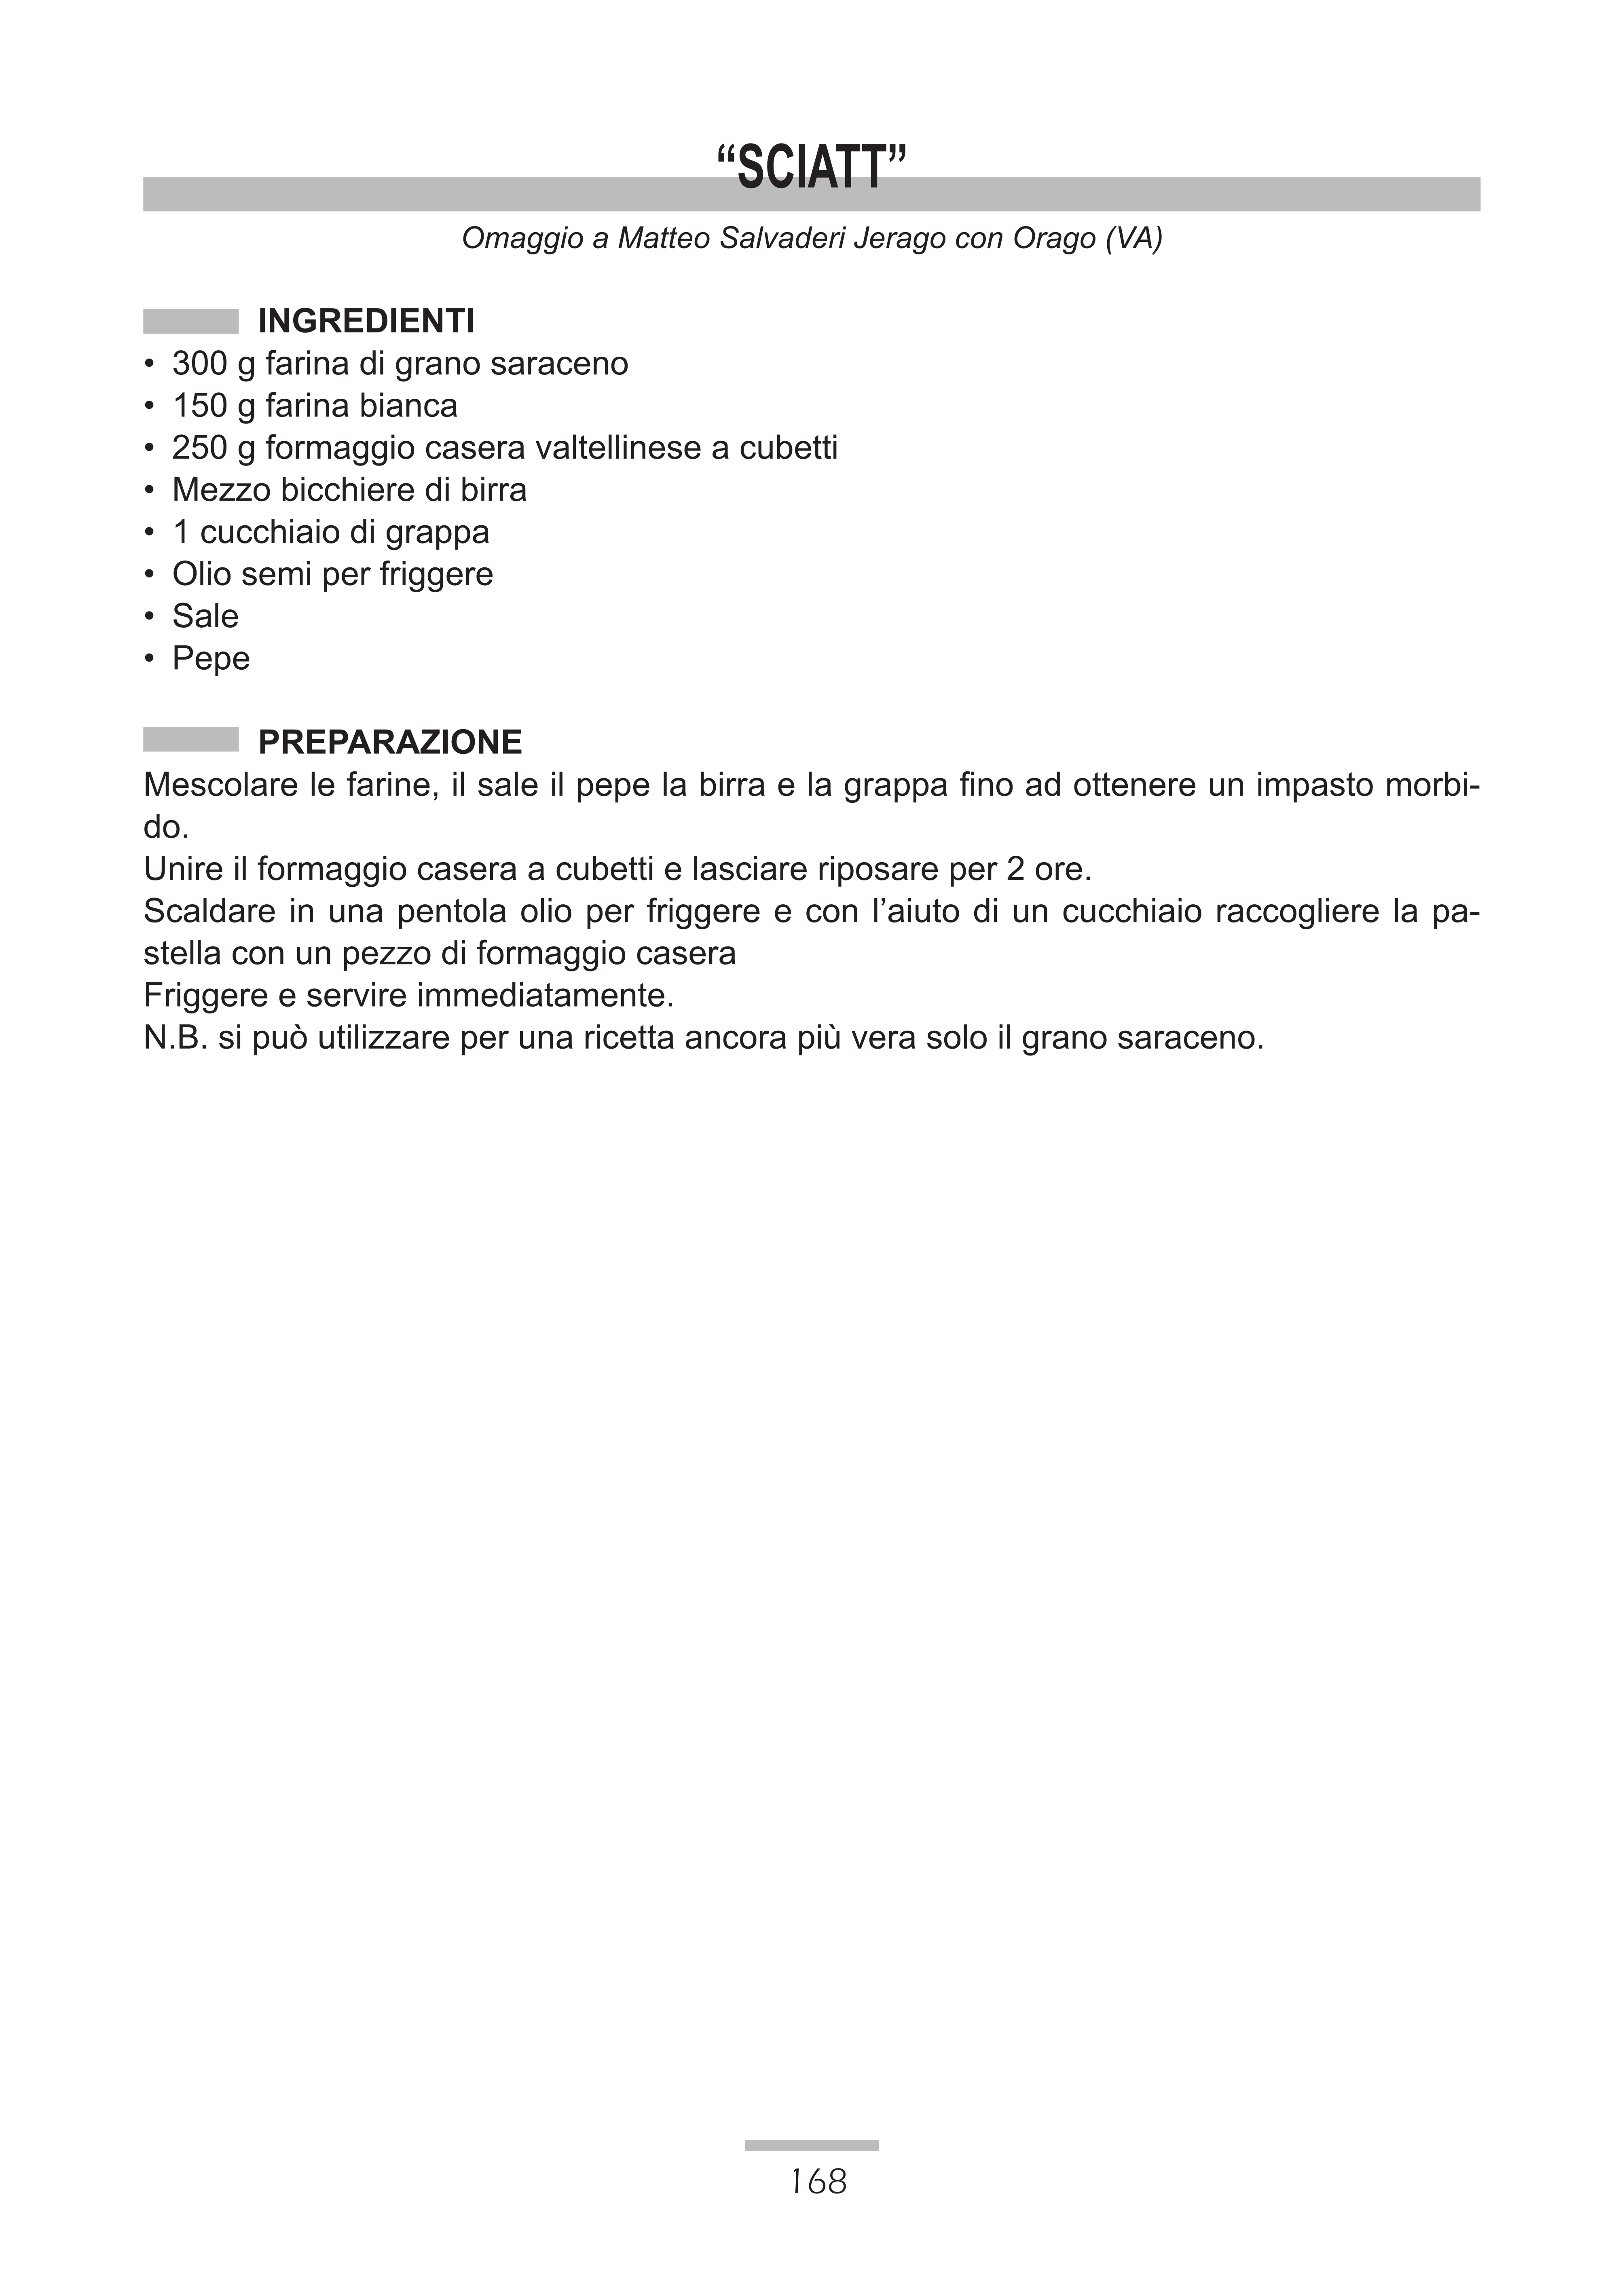 “SCIATT”
Omaggio a Matteo Salvaderi Jerago con Orago (VA)
INGREDIENTI
• 300 g farina di grano saraceno
• 150 g farina bianca
• 250 g formaggio casera valtellinese a cubetti
• Mezzo bicchiere di birra
• 1 cucchiaio di grappa
• Olio semi per friggere
• Sale
• Pepe
PREPARAZIONE
Mescolare le farine, il sale il pepe la birra e la grappa fino ad ottenere un impasto morbi-
do.
Unire il formaggio casera a cubetti e lasciare riposare per 2 ore.
Scaldare in una pentola olio per friggere e con l’aiuto di un cucchiaio raccogliere la pa-
stella con un pezzo di formaggio casera
Friggere e servire immediatamente.
N.B. si può utilizzare per una ricetta ancora più vera solo il grano saraceno.
168